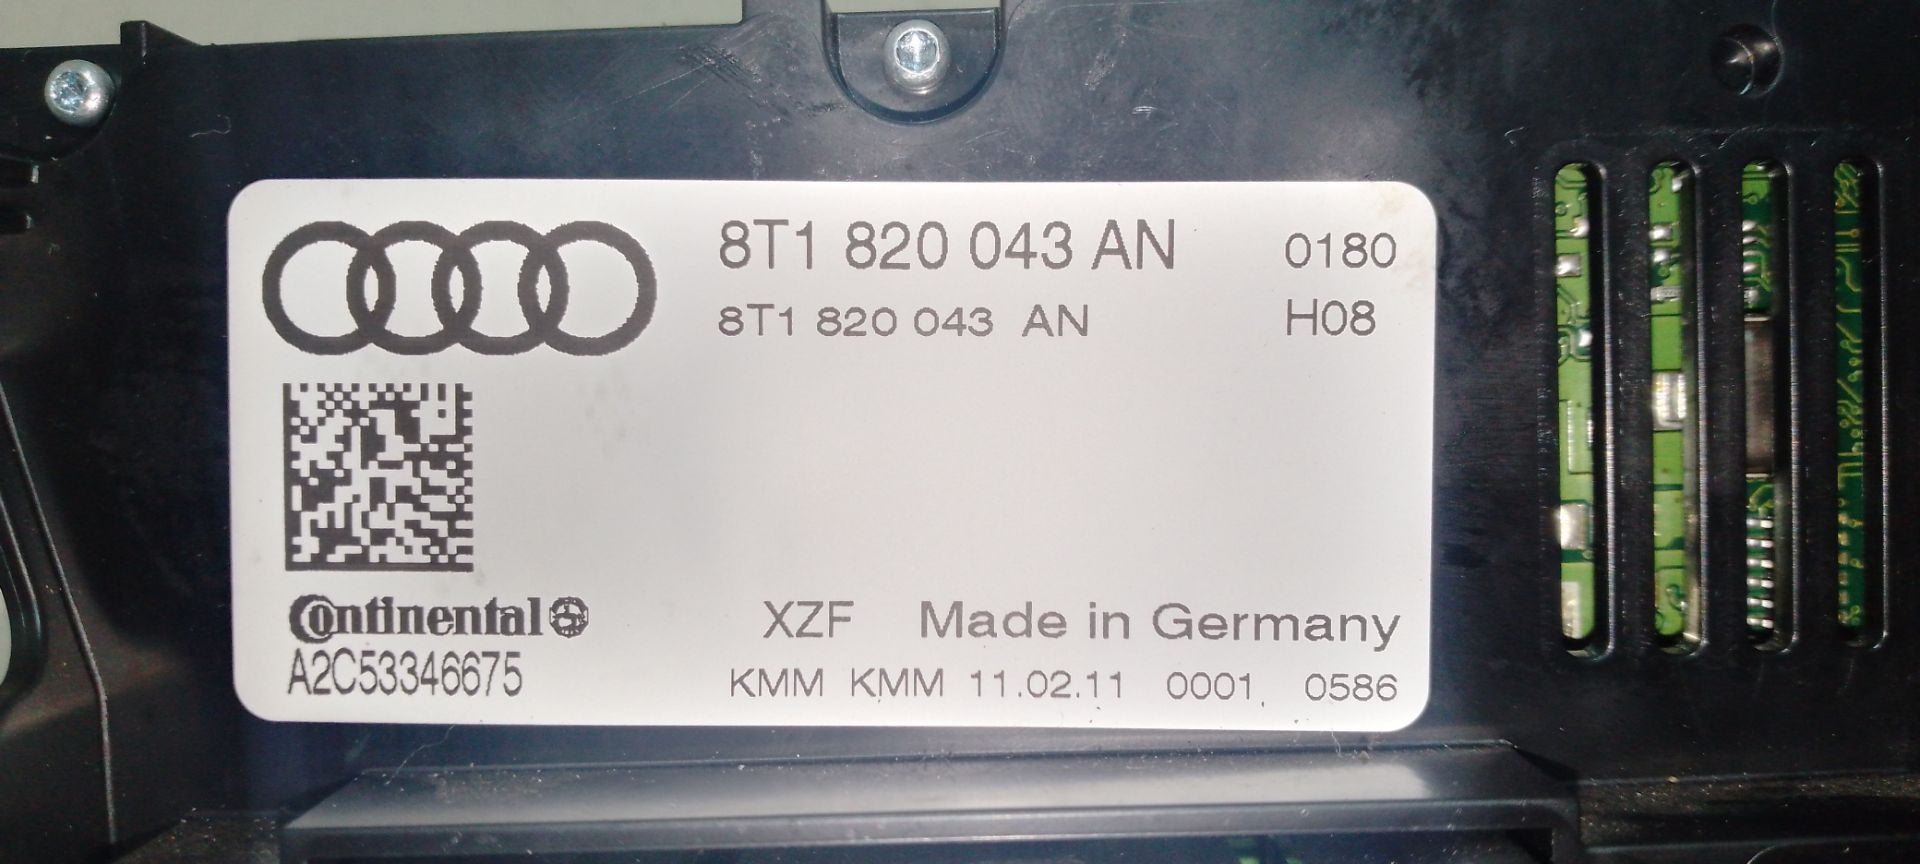 8T1 820 043 AN 0180
8T1 820 043 AN H08
Continental
A2C53346675
XZF Made in Germany
KMM KMM 11.02.11 0001 0586